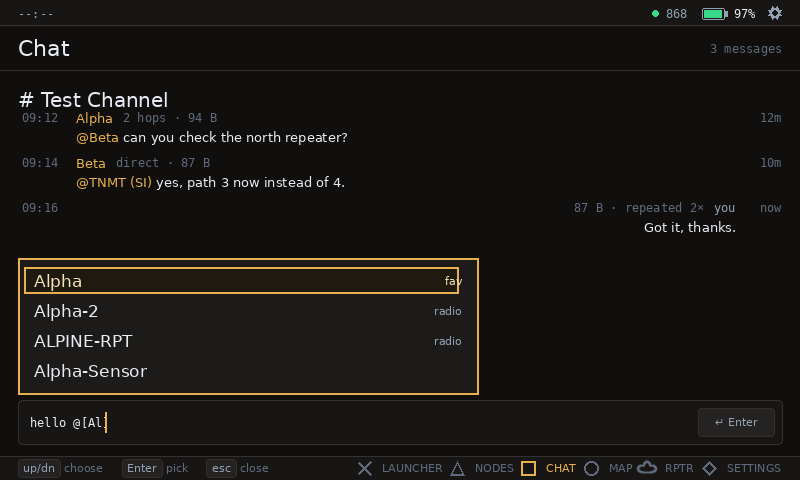 --:-- 868 97%
Chat 3 messages
# Test Channel
09:12 Alpha 2 hops · 94 B 12m
@Beta can you check the north repeater?
09:14 Beta direct · 87 B 10m
@TNMT (SI) yes, path 3 now instead of 4.
09:16 87 B · repeated 2× you now
Got it, thanks.
Alpha fav
Alpha-2 radio
ALPINE-RPT radio
Alpha-Sensor
hello @[Al ↵ Enter
up/dn choose Enter pick esc close LAUNCHER NODES CHAT MAP RPTR SETTINGS